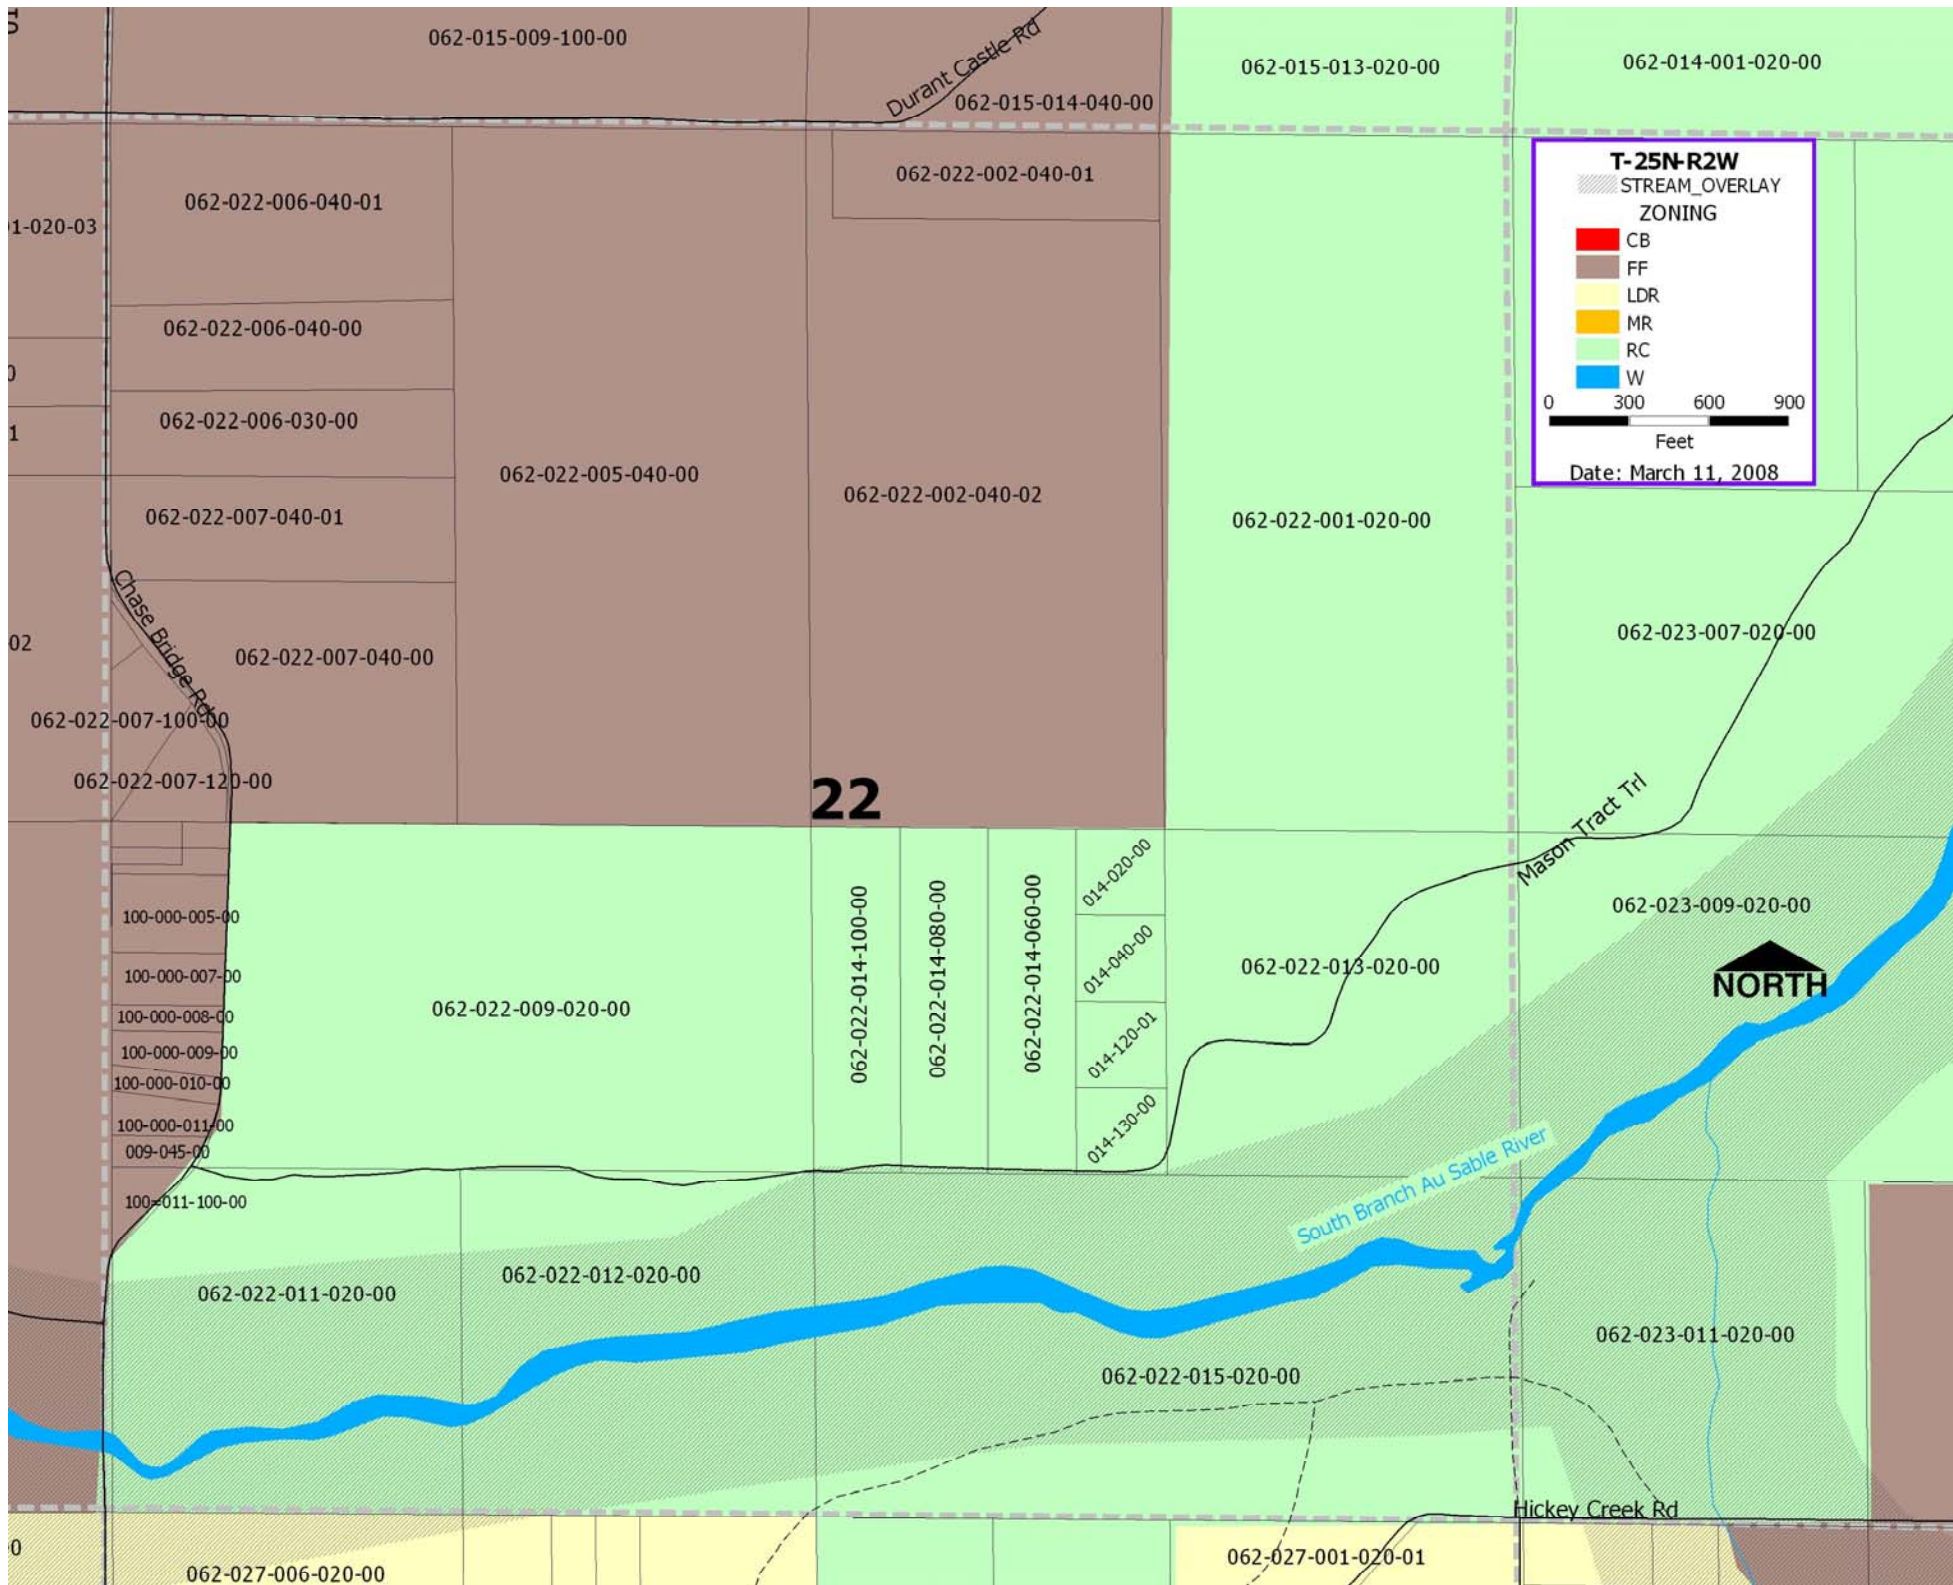 062-015-009-100-00
Durant Castle Rd
062-015-014-040-00
062-015-013-020-00
062-014-001-020-00
T-25N-R2W
STREAM_OVERLAY
ZONING
CB
FF
LDR
MR
RC
W
0 300 600 900
Feet
Date: March 11, 2008
062-022-002-040-01
062-022-006-040-01
1-020-03
062-022-006-040-00
0
062-022-006-030-00
1
062-022-005-040-00
062-022-002-040-02
062-022-007-040-01
062-022-001-020-00
Chase Bridge Rd
062-023-007-020-00
-02
062-022-007-040-00
062-022-007-100-00
062-022-007-120-00
22
Mason Tract Trl
014-020-00
100-000-005-00
062-022-014-100-00
062-022-014-080-00
062-022-014-060-00
062-023-009-020-00
014-040-00
062-022-013-020-00
100-000-007-00
NORTH
062-022-009-020-00
100-000-008-00
014-120-01
100-000-009-00
100-000-010-00
100-000-011-00
014-130-00
009-045-00
South Branch Au Sable River
100-011-100-00
062-022-012-020-00
062-022-011-020-00
062-023-011-020-00
062-022-015-020-00
Hickey Creek Rd
0
062-027-001-020-01
062-027-006-020-00